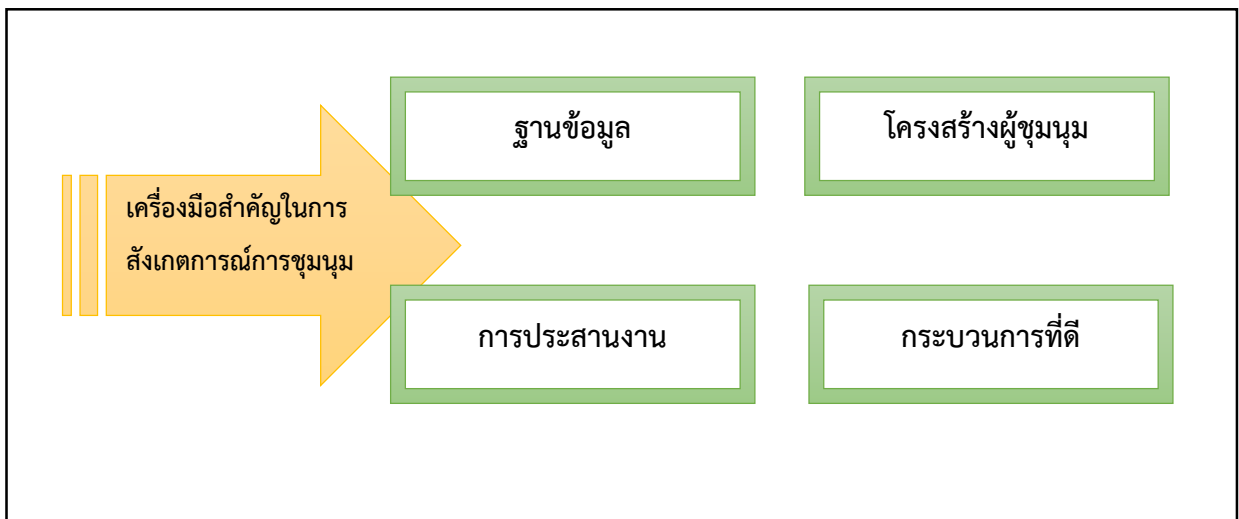 เครื่องมือสำคัญในการ
สังเกตการณ์การชุมนุม
ฐานข้อมูล
โครงสร้างผู้ชุมนุม
การประสานงาน
กระบวนการที่ดี